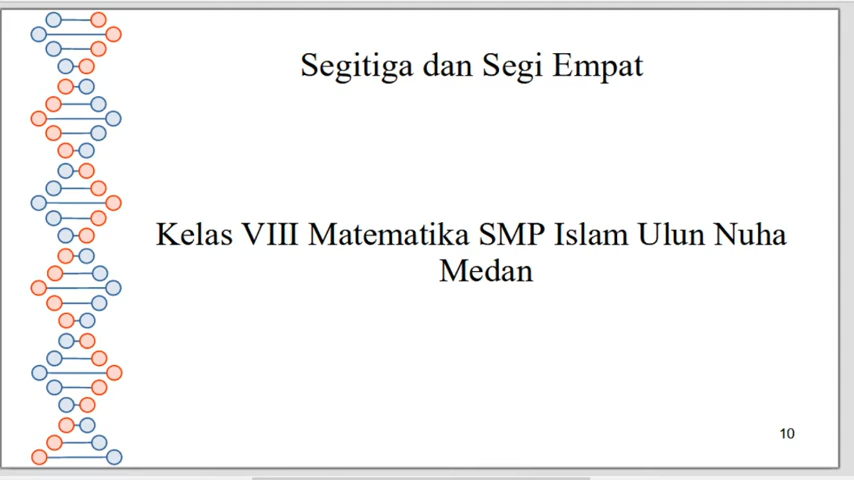 Segitiga dan Segi Empat
Kelas VIII Matematika SMP Islam Ulun Nuha
Medan
10